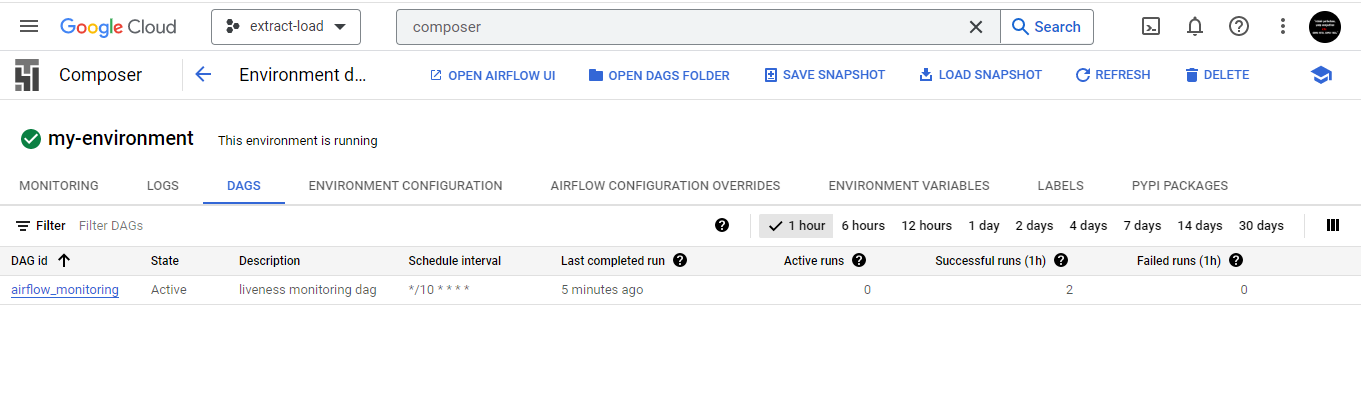 Google Cloud extract-load composer Search
Composer Environment d... OPEN AIRFLOW UI OPEN DAGS FOLDER SAVE SNAPSHOT LOAD SNAPSHOT REFRESH DELETE
my-environment This environment is running
MONITORING LOGS DAGS ENVIRONMENT CONFIGURATION AIRFLOW CONFIGURATION OVERRIDES ENVIRONMENT VARIABLES LABELS PYPI PACKAGES
Filter Filter DAGs 1 hour 6 hours 12 hours 1 day 2 days 4 days 7 days 14 days 30 days
DAG id State Description Schedule interval Last completed run Active runs Successful runs (1h) Failed runs (1h)
airflow_monitoring Active liveness monitoring dag */10 * * * * 5 minutes ago 0 2 0